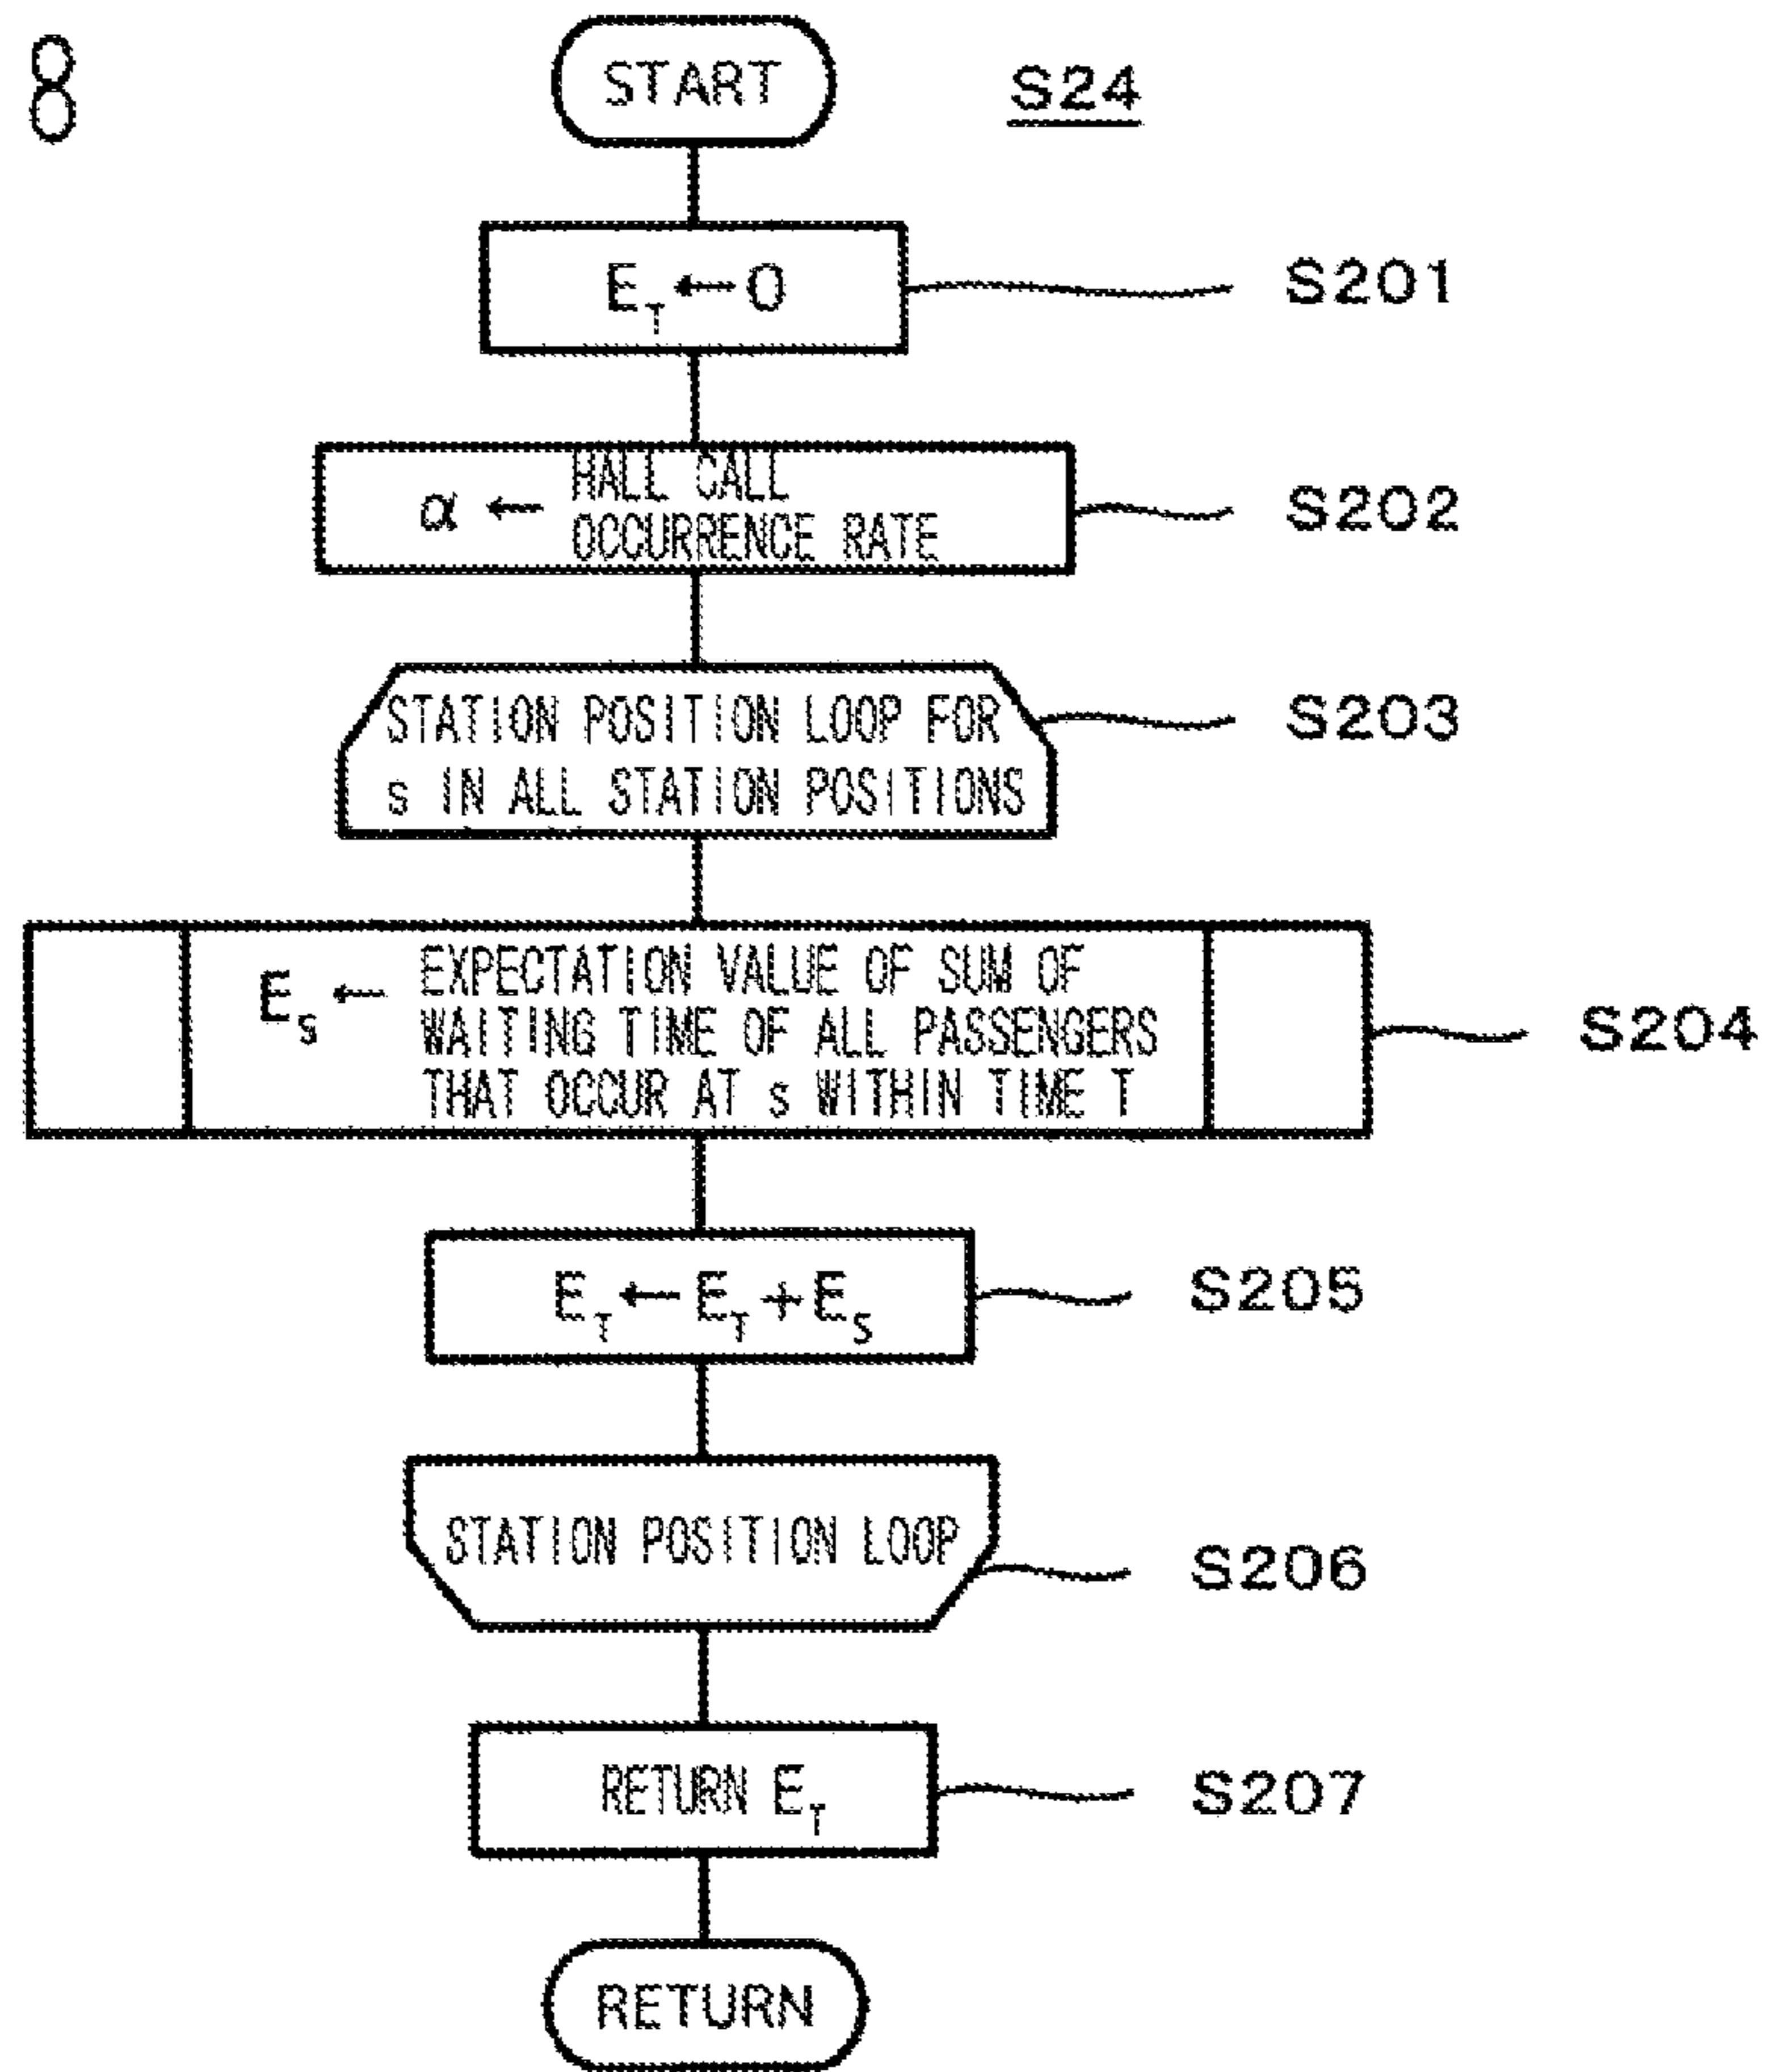 8
START
S24
E_T ← 0
S201
α ← HALL CALL
OCCURRENCE RATE
S202
STATION POSITION LOOP FOR
s IN ALL STATION POSITIONS
S203
E_S ← EXPECTATION VALUE OF SUM OF
WAITING TIME OF ALL PASSENGERS
THAT OCCUR AT s WITHIN TIME T
S204
E_T ← E_T + E_S
S205
STATION POSITION LOOP
S206
RETURN E_T
S207
RETURN